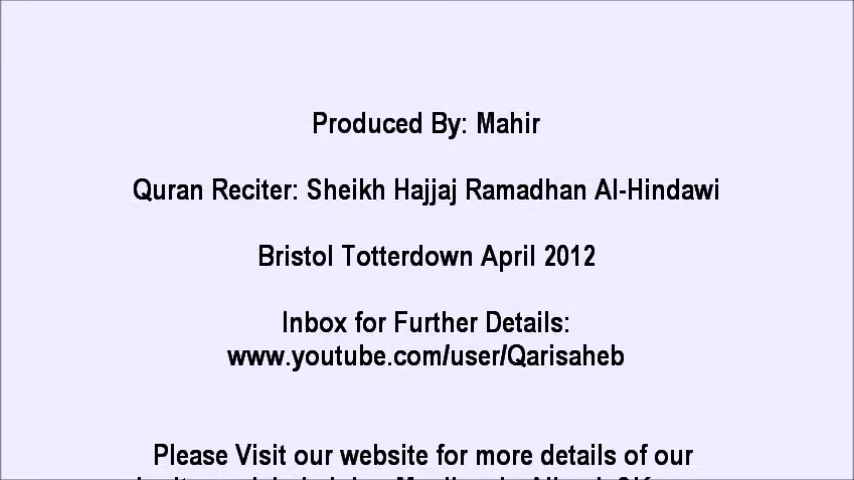 Produced By: Mahir
Quran Reciter: Sheikh Hajjaj Ramadhan Al-Hindawi
Bristol Totterdown April 2012
Inbox for Further Details:
www.youtube.com/user/Qarisaheb
Please Visit our website for more details of our